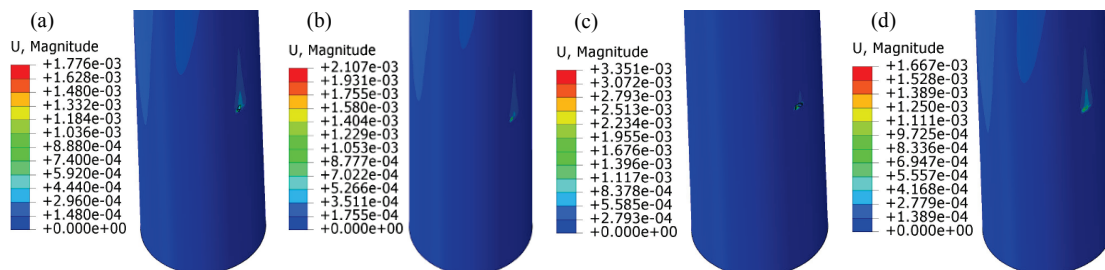 (a)
U, Magnitude
+1.776e-03
+1.628e-03
+1.480e-03
+1.332e-03
+1.184e-03
+1.036e-03
+8.880e-04
+7.400e-04
+5.920e-04
+4.440e-04
+2.960e-04
+1.480e-04
+0.000e+00
(b)
U, Magnitude
+2.107e-03
+1.931e-03
+1.755e-03
+1.580e-03
+1.404e-03
+1.229e-03
+1.053e-03
+8.777e-04
+7.022e-04
+5.266e-04
+3.511e-04
+1.755e-04
+0.000e+00
(c)
U, Magnitude
+3.351e-03
+3.072e-03
+2.793e-03
+2.513e-03
+2.234e-03
+1.955e-03
+1.676e-03
+1.396e-03
+1.117e-03
+8.378e-04
+5.585e-04
+2.793e-04
+0.000e+00
(d)
U, Magnitude
+1.667e-03
+1.528e-03
+1.389e-03
+1.250e-03
+1.111e-03
+9.725e-04
+8.336e-04
+6.947e-04
+5.557e-04
+4.168e-04
+2.779e-04
+1.389e-04
+0.000e+00